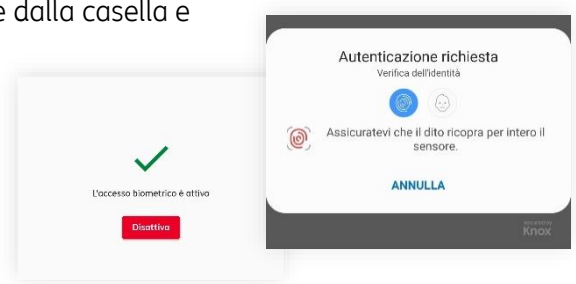 e dalla casella e
Autenticazione richiesta
Verifica dell'identità
Assicuratevi che il dito ricopra per intero il
sensore.
ANNULLA
Knox
L'accesso biometrico è attivo
Disattiva